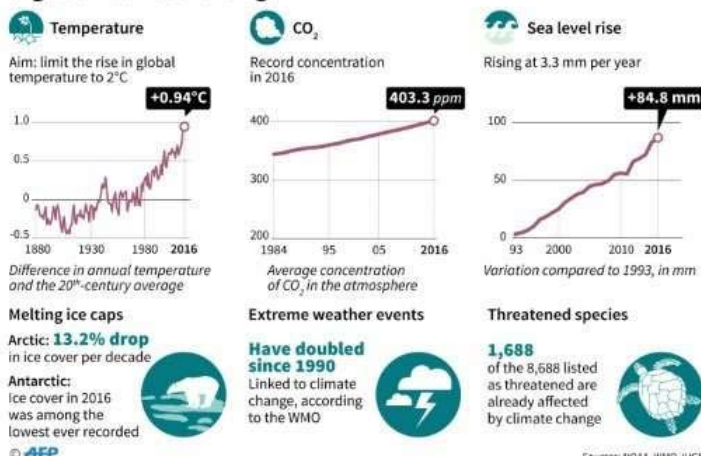 Temperature
Aim: limit the rise in global
temperature to 2°C
+0.94°C
1.0
0.5
0
-0.5
1880 1930 1980 2016
Difference in annual temperature
and the 20th-century average
CO2
Record concentration
in 2016
403.3 ppm
400
300
200
1984 95 05 2016
Average concentration
of CO2 in the atmosphere
Sea level rise
Rising at 3.3 mm per year
+84.8 mm
100
50
0
93 2000 2010 2016
Variation compared to 1993, in mm
Melting ice caps
Arctic: 13.2% drop
in ice cover per decade
Antarctic:
Ice cover in 2016
was among the
lowest ever recorded
Extreme weather events
Have doubled
since 1990
Linked to climate
change, according
to the WMO
Threatened species
1,688
of the 8,688 listed
as threatened are
already affected
by climate change
© AFP